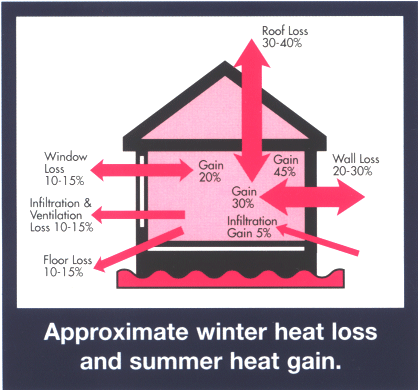 Roof Loss
30-40%
Window
Loss
10-15%
Gain
20%
Gain
45%
Wall Loss
20-30%
Gain
30%
Infiltration &
Ventilation
Loss 10-15%
Infiltration
Gain 5%
Floor Loss
10-15%
Approximate winter heat loss
and summer heat gain.